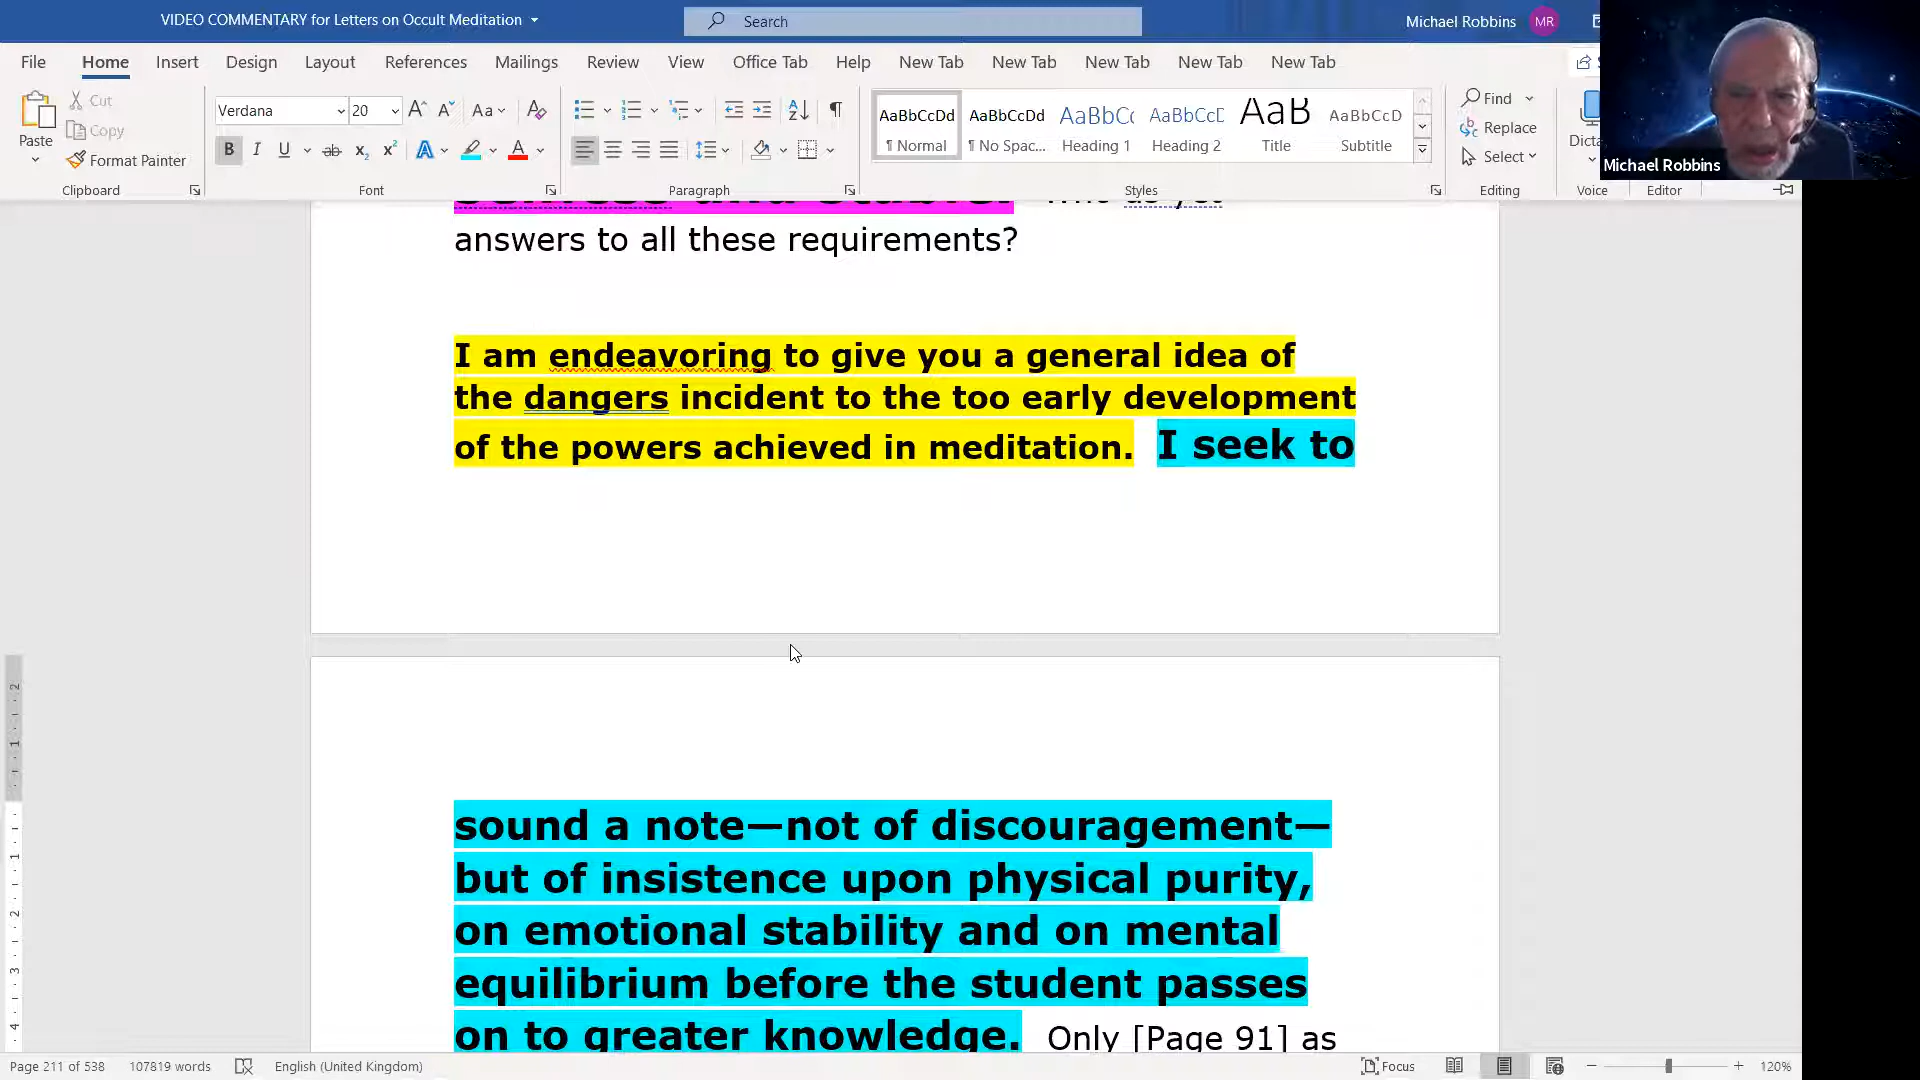 VIDEO COMMENTARY for Letters on Occult Meditation
Search
Michael Robbins
MR
File
Home
Insert
Design
Layout
References
Mailings
Review
View
Office Tab
Help
New Tab
New Tab
New Tab
New Tab
New Tab
Paste
Cut
Copy
Format Painter
Clipboard
Verdana
20
Font
Paragraph
AaBbCcDd
¶ Normal
AaBbCcDd
¶ No Spac...
AaBbCc
Heading 1
AaBbCcD
Heading 2
AaB
Title
AaBbCcD
Subtitle
Styles
Find
Replace
Select
Editing
Dicta
Voice
Editor
Michael Robbins
answers to all these requirements?
I am endeavoring to give you a general idea of
the dangers incident to the too early development
of the powers achieved in meditation. I seek to
sound a note—not of discouragement—
but of insistence upon physical purity,
on emotional stability and on mental
equilibrium before the student passes
on to greater knowledge. Only [Page 91] as
Page 211 of 538
107819 words
English (United Kingdom)
Focus
120%